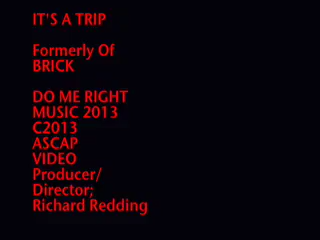 IT'S A TRIP
Formerly Of
BRICK
DO ME RIGHT
MUSIC 2013
C2013
ASCAP
VIDEO
Producer/
Director;
Richard Redding